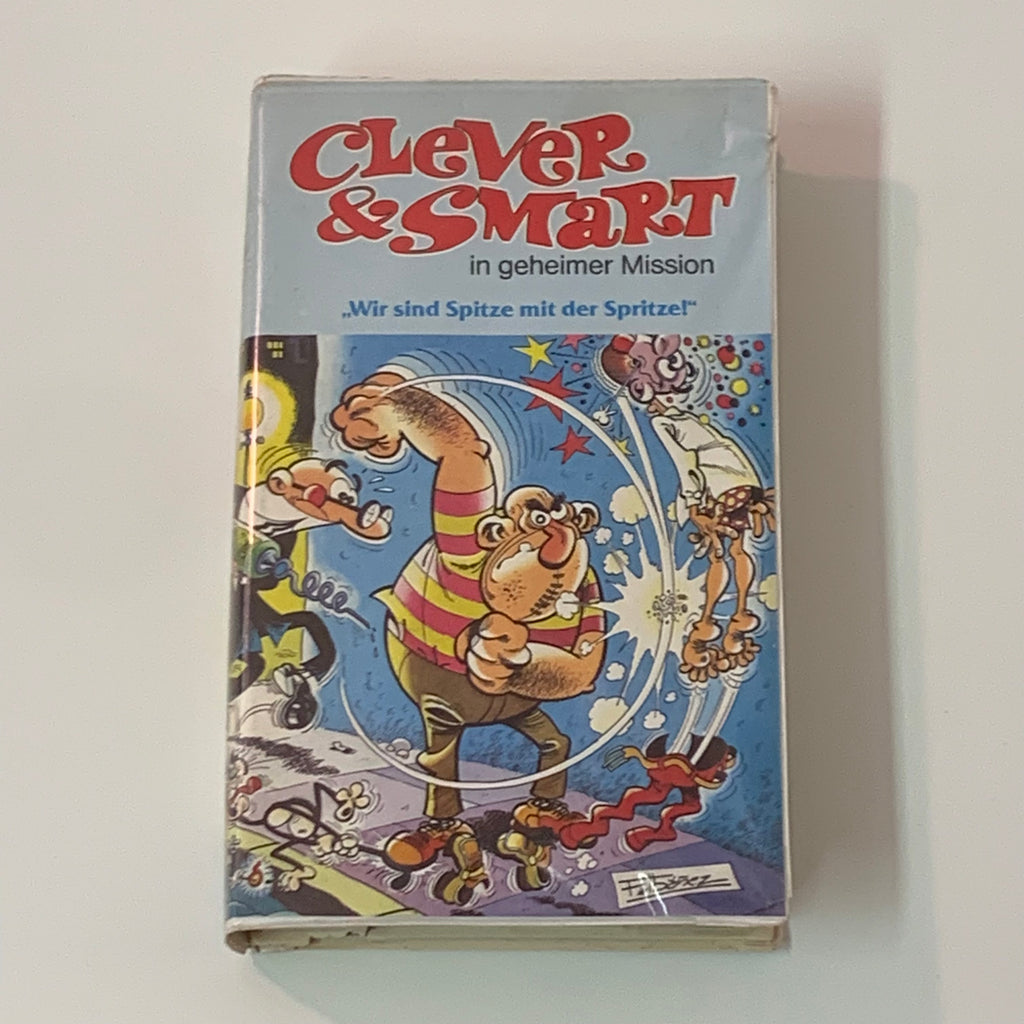 CLEVER
& SMART
in geheimer Mission
„Wir sind Spitze mit der Spritze!“